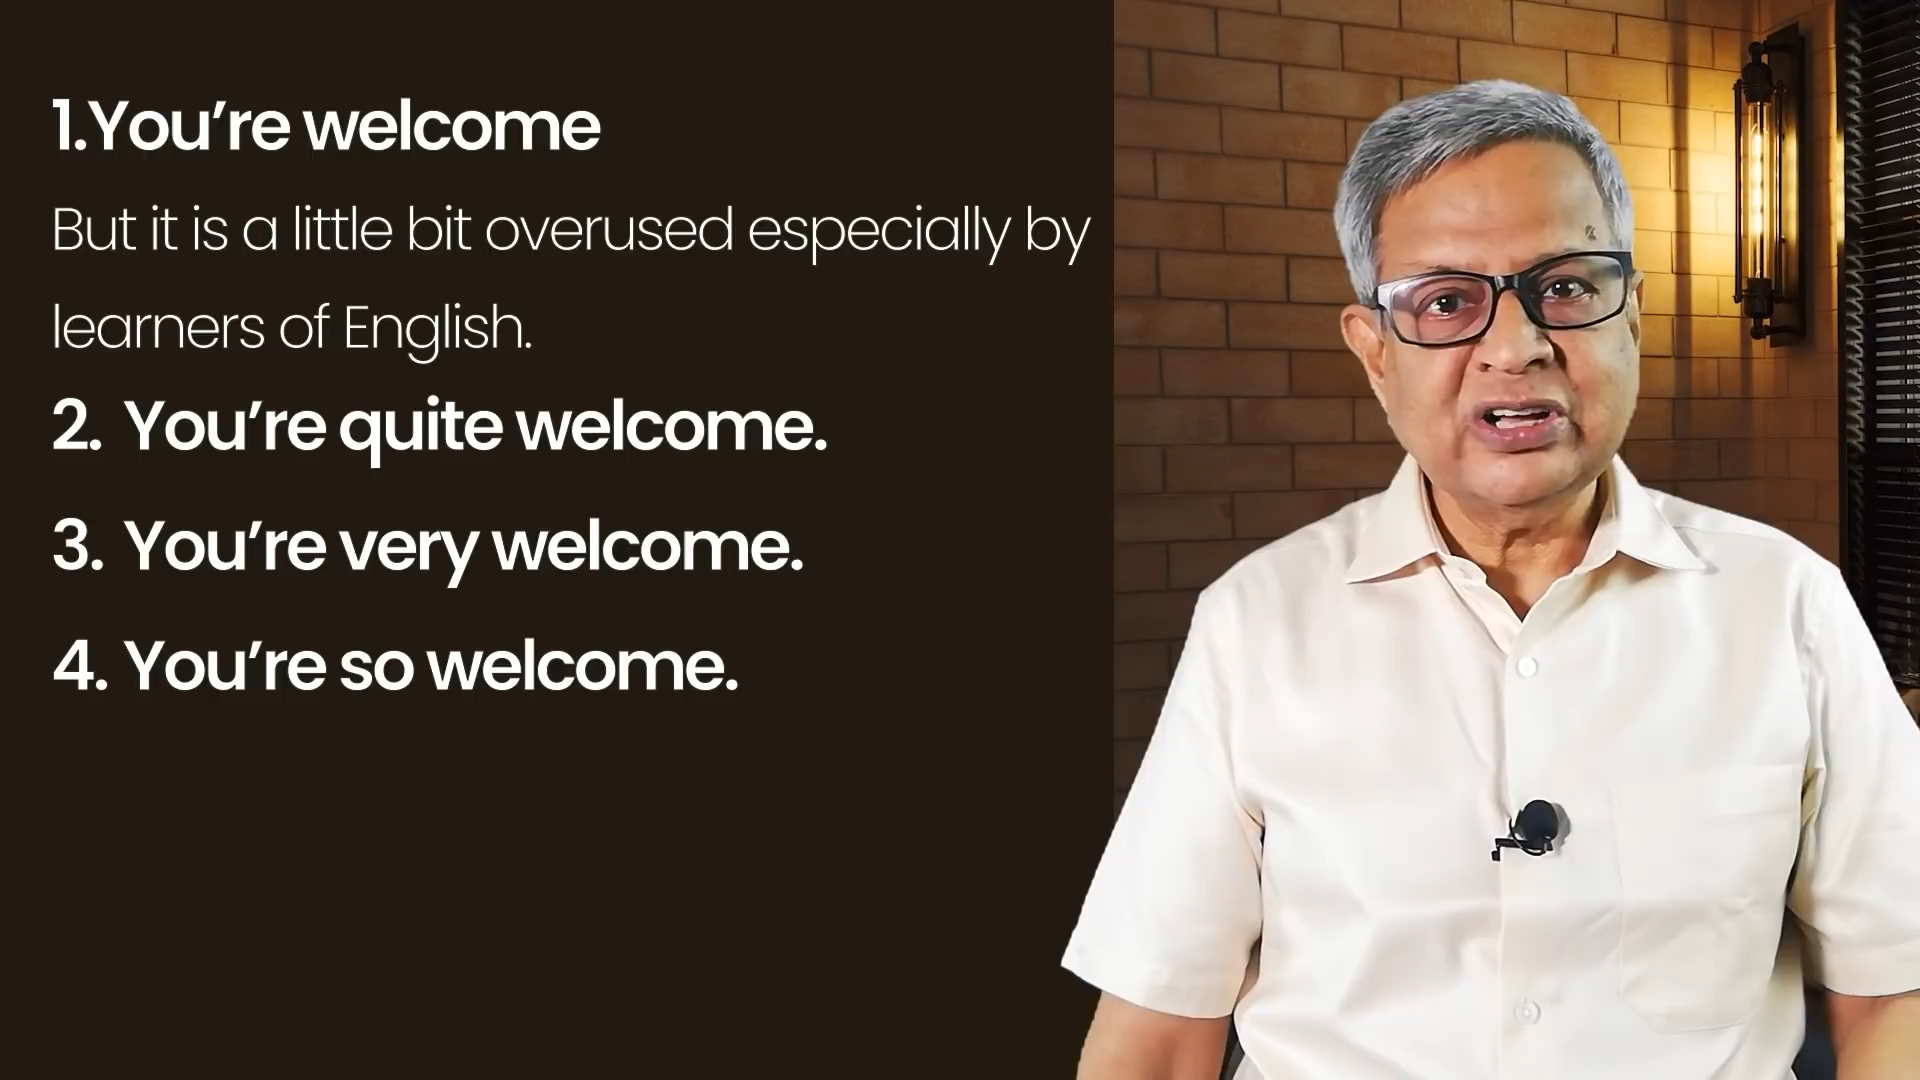 1.You’re welcome
But it is a little bit overused especially by
learners of English.
2. You’re quite welcome.
3. You’re very welcome.
4. You’re so welcome.